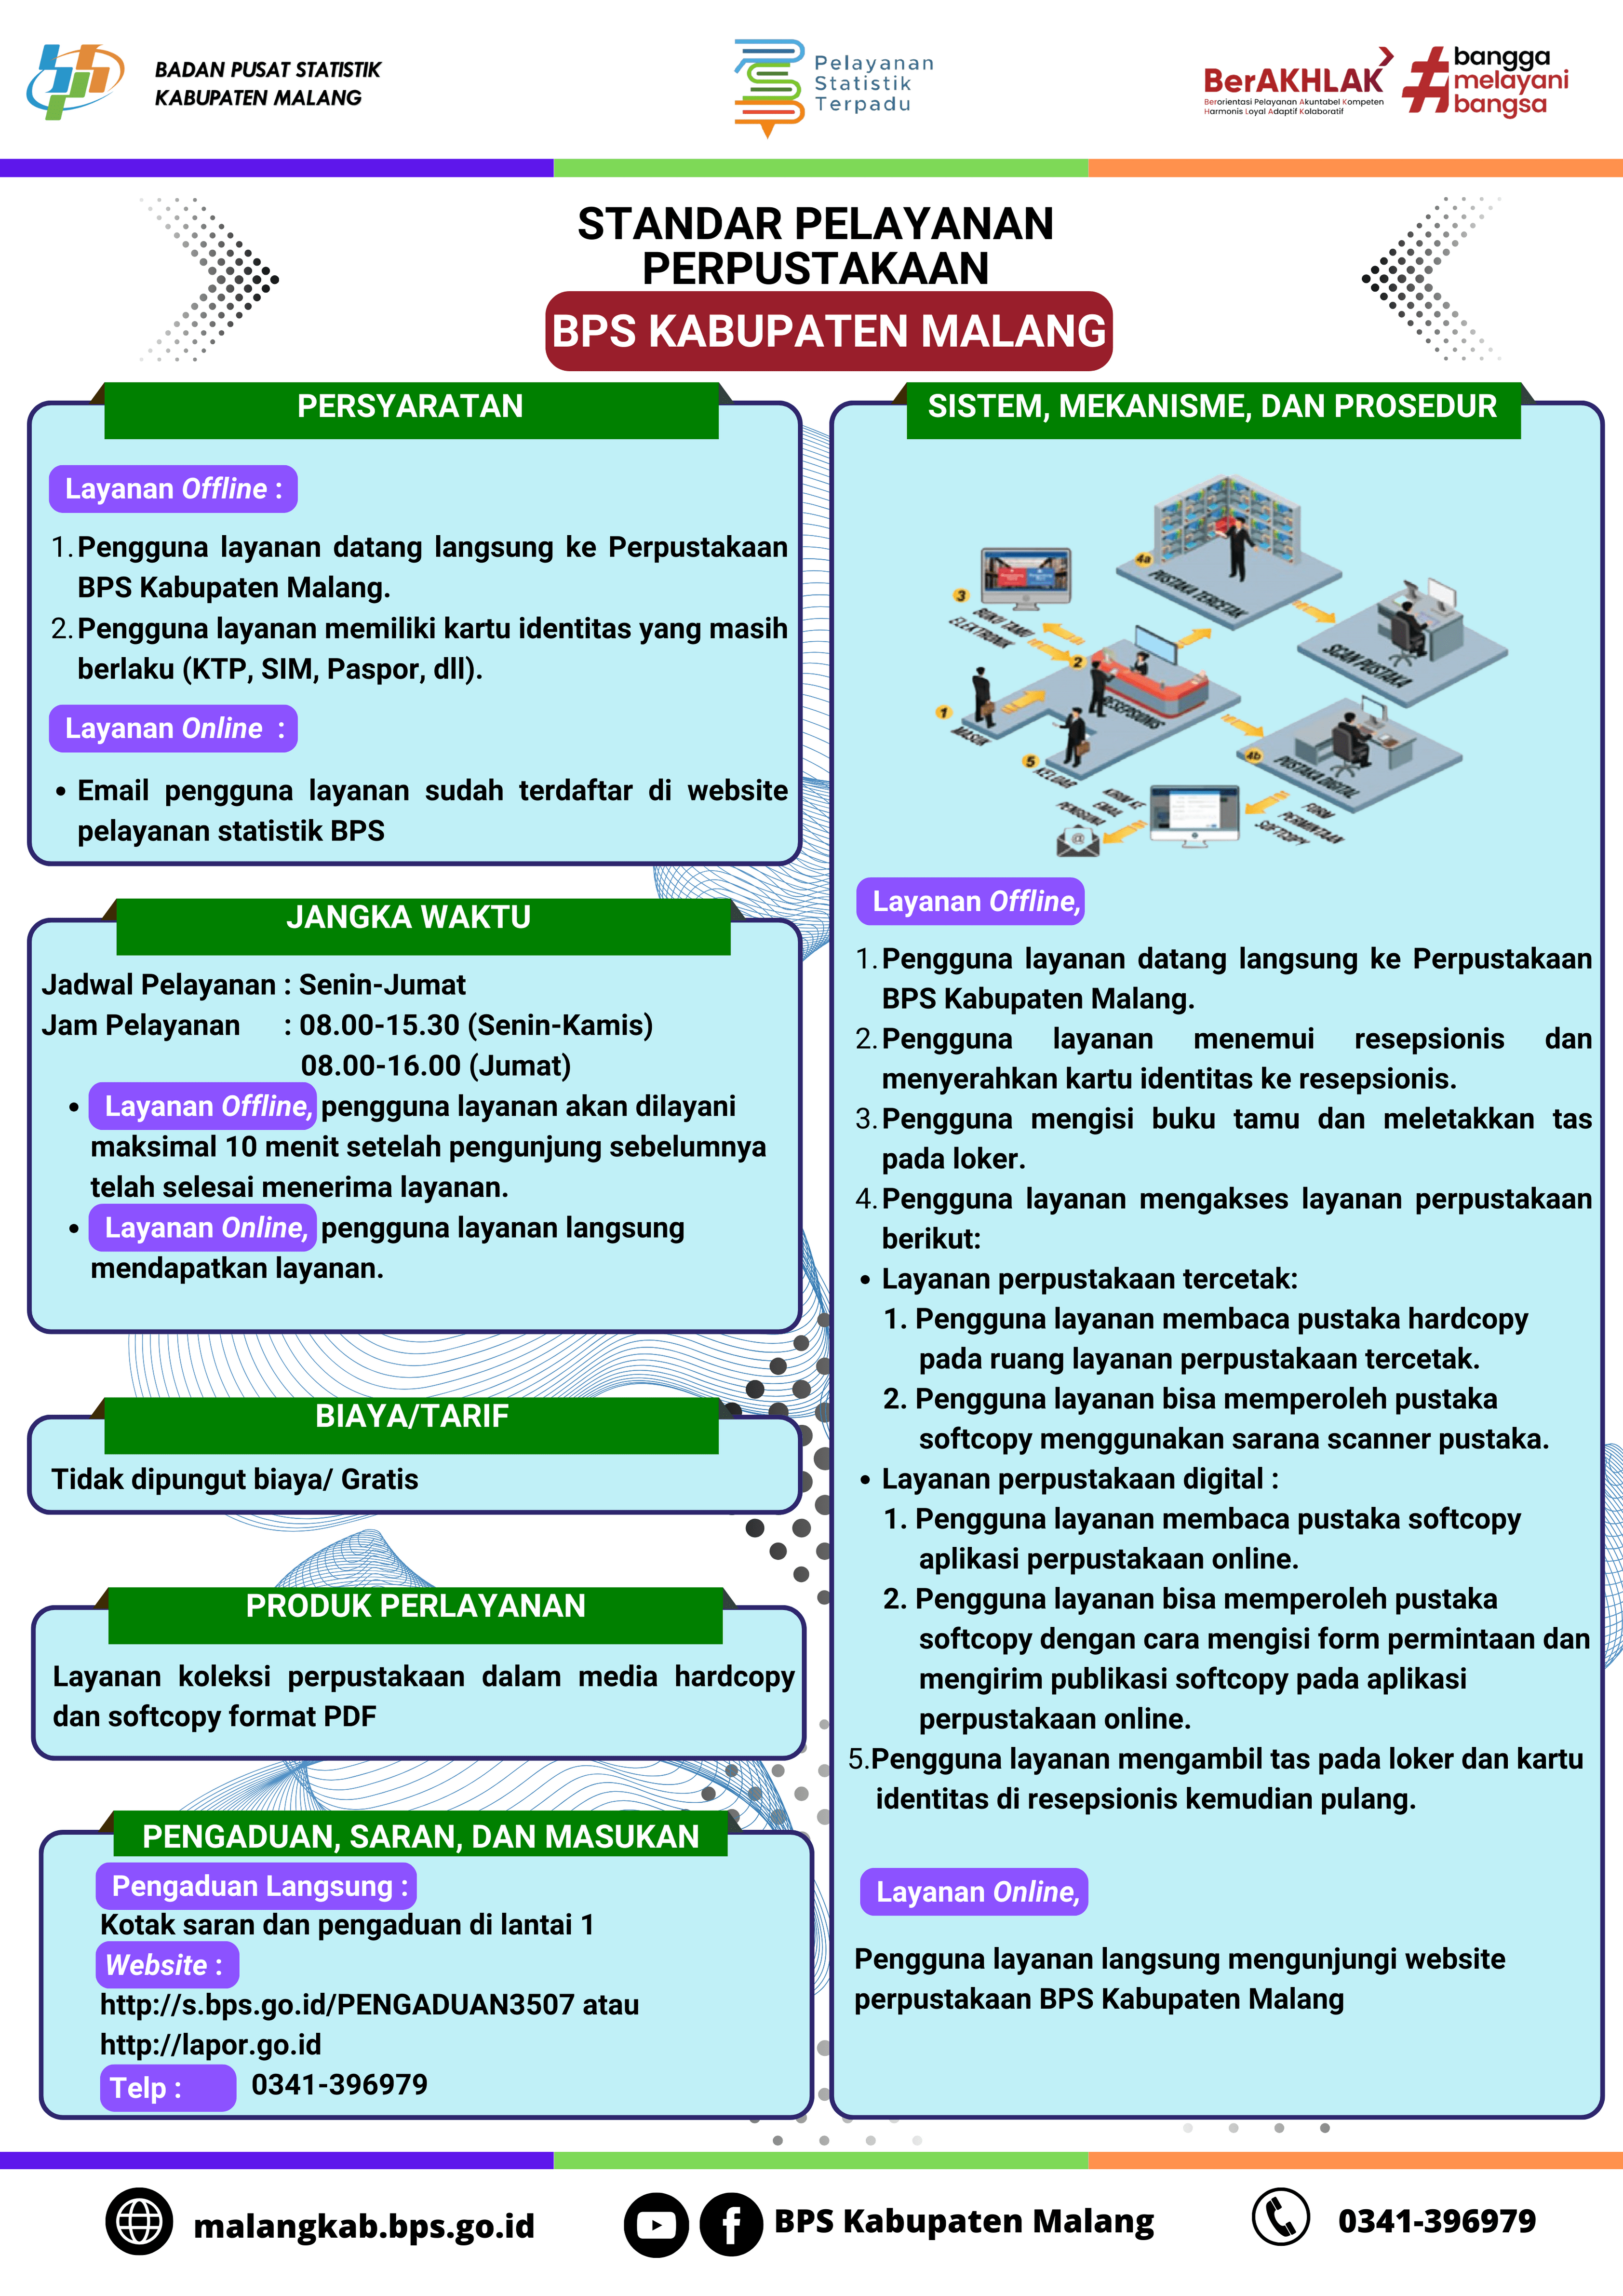 BADAN PUSAT STATISTIK
KABUPATEN MALANG
Pelayanan
Statistik
Terpadu
BerAKHLAK
Berorientasi Pelayanan Akuntabel Kompeten
Harmonis Loyal Adaptif Kolaboratif
# bangga
melayani
bangsa
STANDAR PELAYANAN
PERPUSTAKAAN
BPS KABUPATEN MALANG
PERSYARATAN
Layanan Offline :
1. Pengguna layanan datang langsung ke Perpustakaan
BPS Kabupaten Malang.
2. Pengguna layanan memiliki kartu identitas yang masih
berlaku (KTP, SIM, Paspor, dll).
Layanan Online :
• Email pengguna layanan sudah terdaftar di website
pelayanan statistik BPS
JANGKA WAKTU
Jadwal Pelayanan : Senin-Jumat
Jam Pelayanan : 08.00-15.30 (Senin-Kamis)
08.00-16.00 (Jumat)
• Layanan Offline, pengguna layanan akan dilayani
maksimal 10 menit setelah pengunjung sebelumnya
telah selesai menerima layanan.
• Layanan Online, pengguna layanan langsung
mendapatkan layanan.
BIAYA/TARIF
Tidak dipungut biaya/ Gratis
PRODUK PERLAYANAN
Layanan koleksi perpustakaan dalam media hardcopy
dan softcopy format PDF
PENGADUAN, SARAN, DAN MASUKAN
Pengaduan Langsung :
Kotak saran dan pengaduan di lantai 1
Website :
http://s.bps.go.id/PENGADUAN3507 atau
http://lapor.go.id
Telp : 0341-396979
SISTEM, MEKANISME, DAN PROSEDUR
4a
PUSTAKA TERCETAK
3
BUKU TAMU
ELEKTRONIK
SCAN PUSTAKA
2
RESEPSIONIS
1
MASUK
5
KELUAR
4b
PUSTAKA DIGITAL
KIRIM KE
EMAIL
PENGGUNA
FORM
PERMINTAAN
SOFTCOPY
@
Layanan Offline,
1. Pengguna layanan datang langsung ke Perpustakaan
BPS Kabupaten Malang.
2. Pengguna layanan menemui resepsionis dan
menyerahkan kartu identitas ke resepsionis.
3. Pengguna mengisi buku tamu dan meletakkan tas
pada loker.
4. Pengguna layanan mengakses layanan perpustakaan
berikut:
• Layanan perpustakaan tercetak:
1. Pengguna layanan membaca pustaka hardcopy
pada ruang layanan perpustakaan tercetak.
2. Pengguna layanan bisa memperoleh pustaka
softcopy menggunakan sarana scanner pustaka.
• Layanan perpustakaan digital :
1. Pengguna layanan membaca pustaka softcopy
aplikasi perpustakaan online.
2. Pengguna layanan bisa memperoleh pustaka
softcopy dengan cara mengisi form permintaan dan
mengirim publikasi softcopy pada aplikasi
perpustakaan online.
5.Pengguna layanan mengambil tas pada loker dan kartu
identitas di resepsionis kemudian pulang.
Layanan Online,
Pengguna layanan langsung mengunjungi website
perpustakaan BPS Kabupaten Malang
malangkab.bps.go.id
BPS Kabupaten Malang
0341-396979